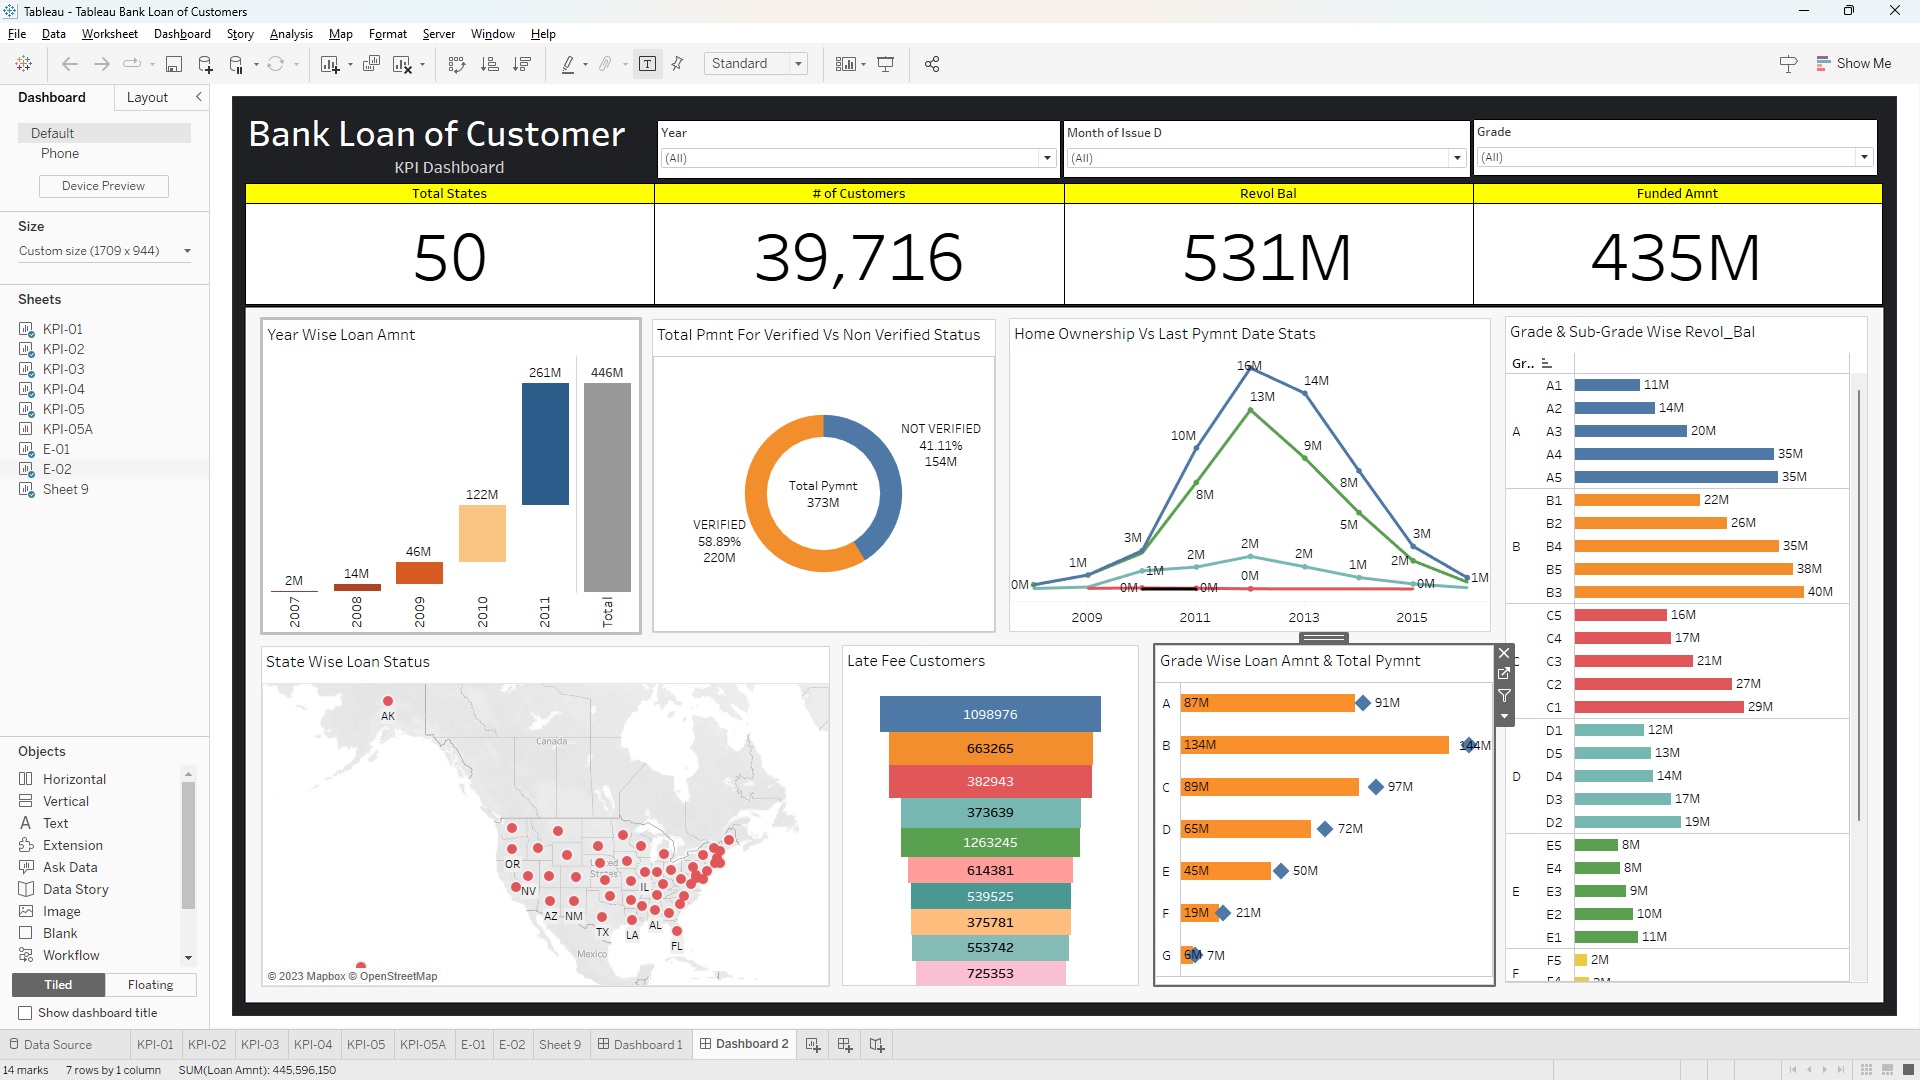 Tableau - Tableau Bank Loan of Customers
File Data Worksheet Dashboard Story Analysis Map Format Server Window Help
Standard
Show Me
Dashboard Layout
Default
Phone
Device Preview
Size
Custom size (1709 x 944)
Sheets
KPI-01
KPI-02
KPI-03
KPI-04
KPI-05
KPI-05A
E-01
E-02
Sheet 9
Objects
Horizontal
Vertical
Text
Extension
Ask Data
Data Story
Image
Blank
Workflow
Tiled Floating
Show dashboard title
Bank Loan of Customer
KPI Dashboard
Year
(All)
Month of Issue D
(All)
Grade
(All)
Total States
50
# of Customers
39,716
Revol Bal
531M
Funded Amnt
435M
Year Wise Loan Amnt
2M
14M
46M
122M
261M
446M
2007
2008
2009
2010
2011
Total
Total Pmnt For Verified Vs Non Verified Status
NOT VERIFIED
41.11%
154M
Total Pymnt
373M
VERIFIED
58.89%
220M
Home Ownership Vs Last Pymnt Date Stats
16M
14M
13M
10M
9M
8M
8M
5M
3M
3M
2M
2M
2M
2M
1M
1M
1M
1M
0M
0M
0M
0M
0M
2009 2011 2013 2015
Grade & Sub-Grade Wise Revol_Bal
Gr..
A1 11M
A2 14M
A A3 20M
A4 35M
A5 35M
B1 22M
B2 26M
B B4 35M
B5 38M
B3 40M
C5 16M
C4 17M
C C3 21M
C2 27M
C1 29M
D1 12M
D5 13M
D D4 14M
D3 17M
D2 19M
E5 8M
E4 8M
E E3 9M
E2 10M
E1 11M
F5 2M
F
State Wise Loan Status
AK
Canada
OR
United
States
NV
IL
AZ NM
TX
LA
AL
FL
Mexico
© 2023 Mapbox © OpenStreetMap
Late Fee Customers
1098976
663265
382943
373639
1263245
614381
539525
375781
553742
725353
Grade Wise Loan Amnt & Total Pymnt
A 87M 91M
B 134M 144M
C 89M 97M
D 65M 72M
E 45M 50M
F 19M 21M
G 6M 7M
Data Source KPI-01 KPI-02 KPI-03 KPI-04 KPI-05 KPI-05A E-01 E-02 Sheet 9 Dashboard 1 Dashboard 2
14 marks 7 rows by 1 column SUM(Loan Amnt): 445,596,150